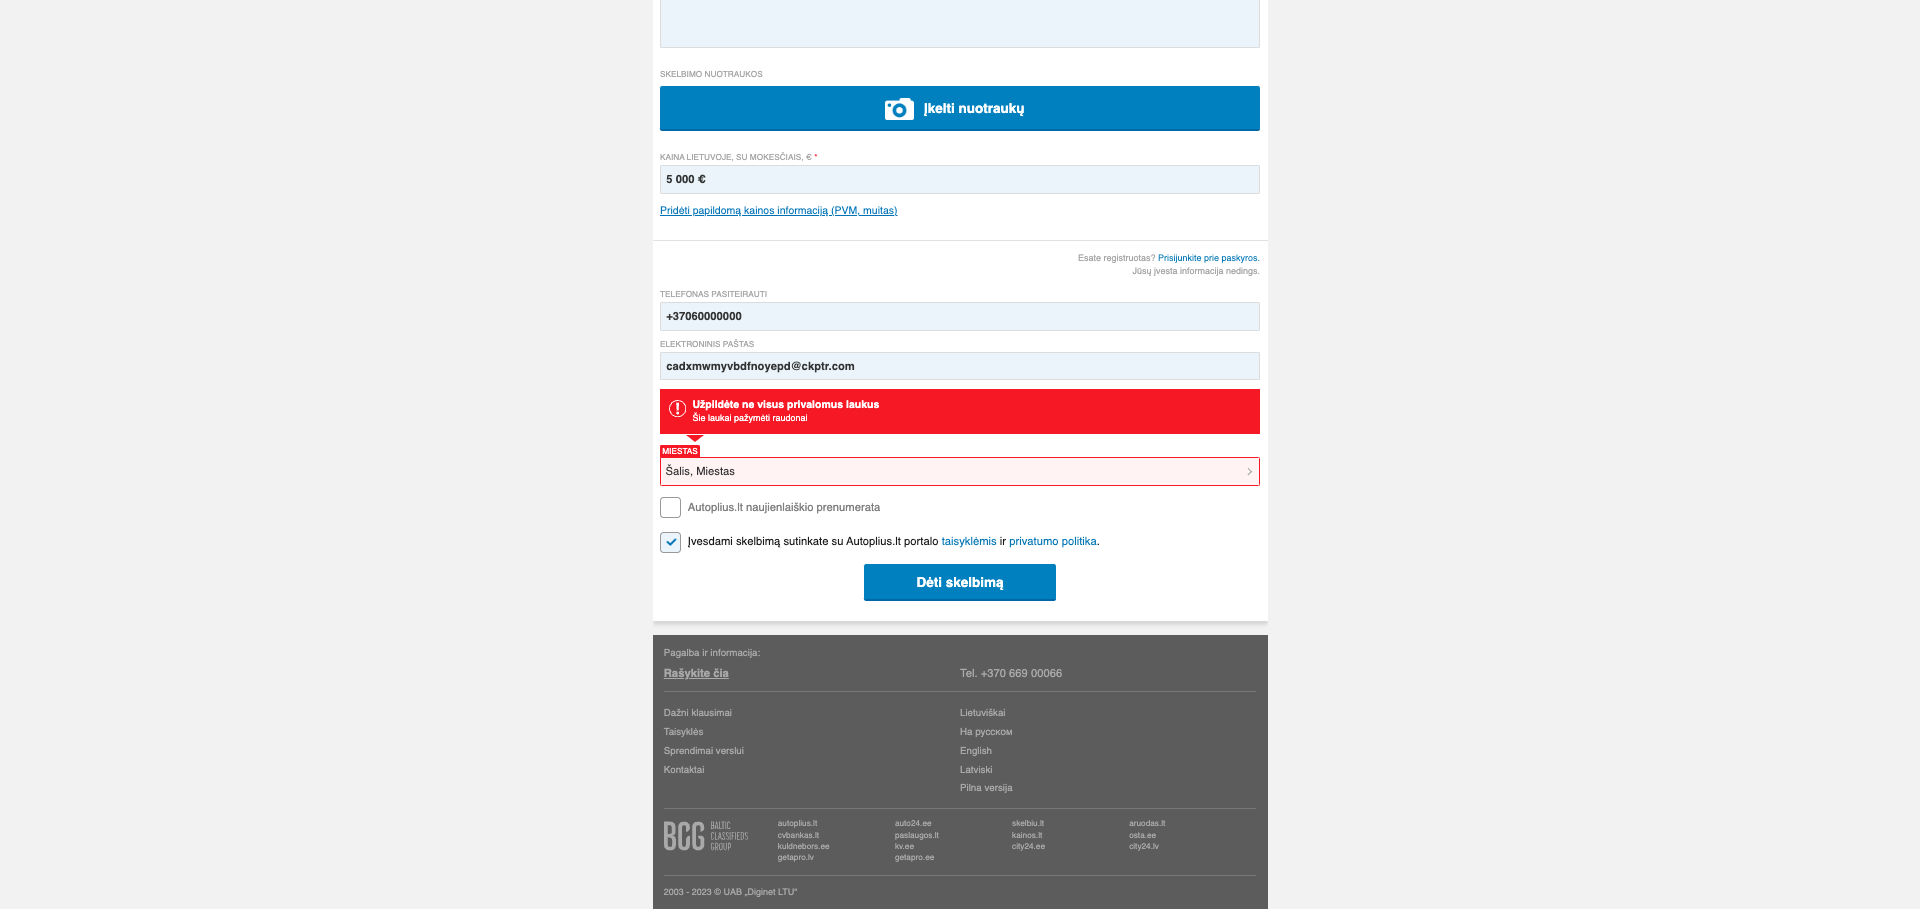 SKELBIMO NUOTRAUKOS
Įkelti nuotraukų
KAINA LIETUVOJE, SU MOKESČIAIS, € *
5 000 €
Pridėti papildomą kainos informaciją (PVM, muitas)
Esate registruotas? Prisijunkite prie paskyros.
Jūsų įvesta informacija nedings.
TELEFONAS PASITEIRAUTI
+37060000000
ELEKTRONINIS PAŠTAS
cadxmwmyvbdfnoyepd@ckptr.com
Užpildėte ne visus privalomus laukus
Šie laukai pažymėti raudonai
MIESTAS
Šalis, Miestas
Autoplius.lt naujienlaiškio prenumerata
Įvesdami skelbimą sutinkate su Autoplius.lt portalo taisyklėmis ir privatumo politika.
Dėti skelbimą
Pagalba ir informacija:
Rašykite čia
Tel. +370 669 00066
Dažni klausimai
Taisyklės
Sprendimai verslui
Kontaktai
Lietuviškai
На русском
English
Latviski
Pilna versija
BCG BALTIC CLASSIFIEDS GROUP
autoplius.lt
cvbankas.lt
kuldnebors.ee
getapro.lv
auto24.ee
paslaugos.lt
kv.ee
getapro.ee
skelbiu.lt
kainos.lt
city24.ee
aruodas.lt
osta.ee
city24.lv
2003 - 2023 © UAB „Diginet LTU"